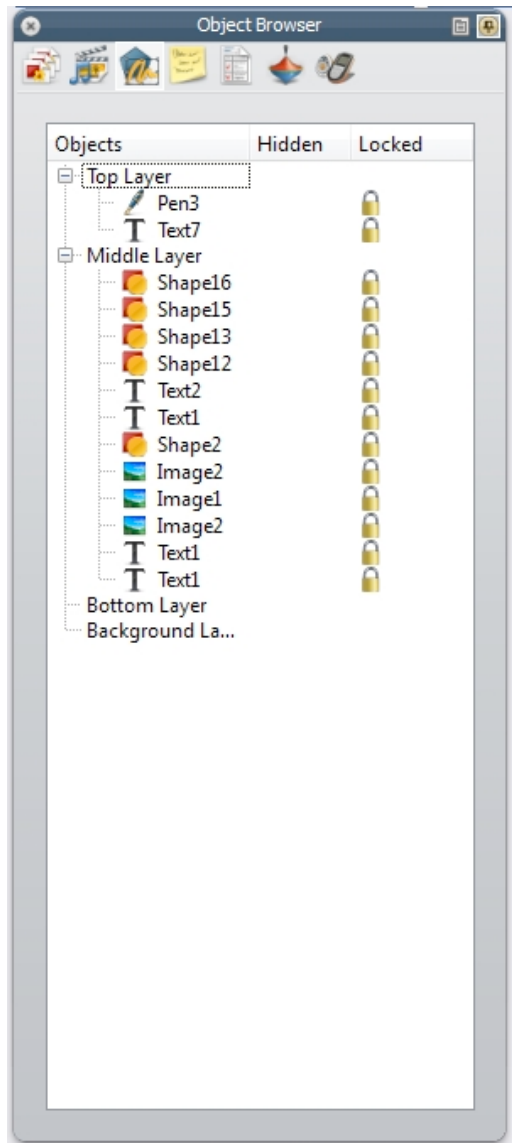 Object Browser
Objects Hidden Locked
Top Layer
Pen3
Text7
Middle Layer
Shape16
Shape15
Shape13
Shape12
Text2
Text1
Shape2
Image2
Image1
Image2
Text1
Text1
Bottom Layer
Background La...